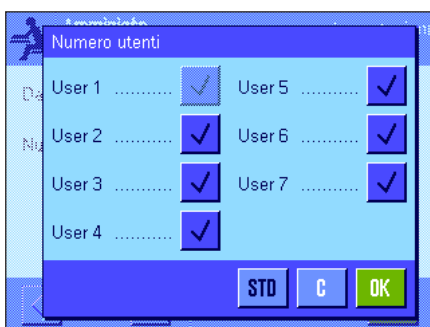 Numero utenti
User 1 ...........
User 5 ...........
User 2 ...........
User 6 ...........
User 3 ...........
User 7 ...........
User 4 ...........
STD C OK